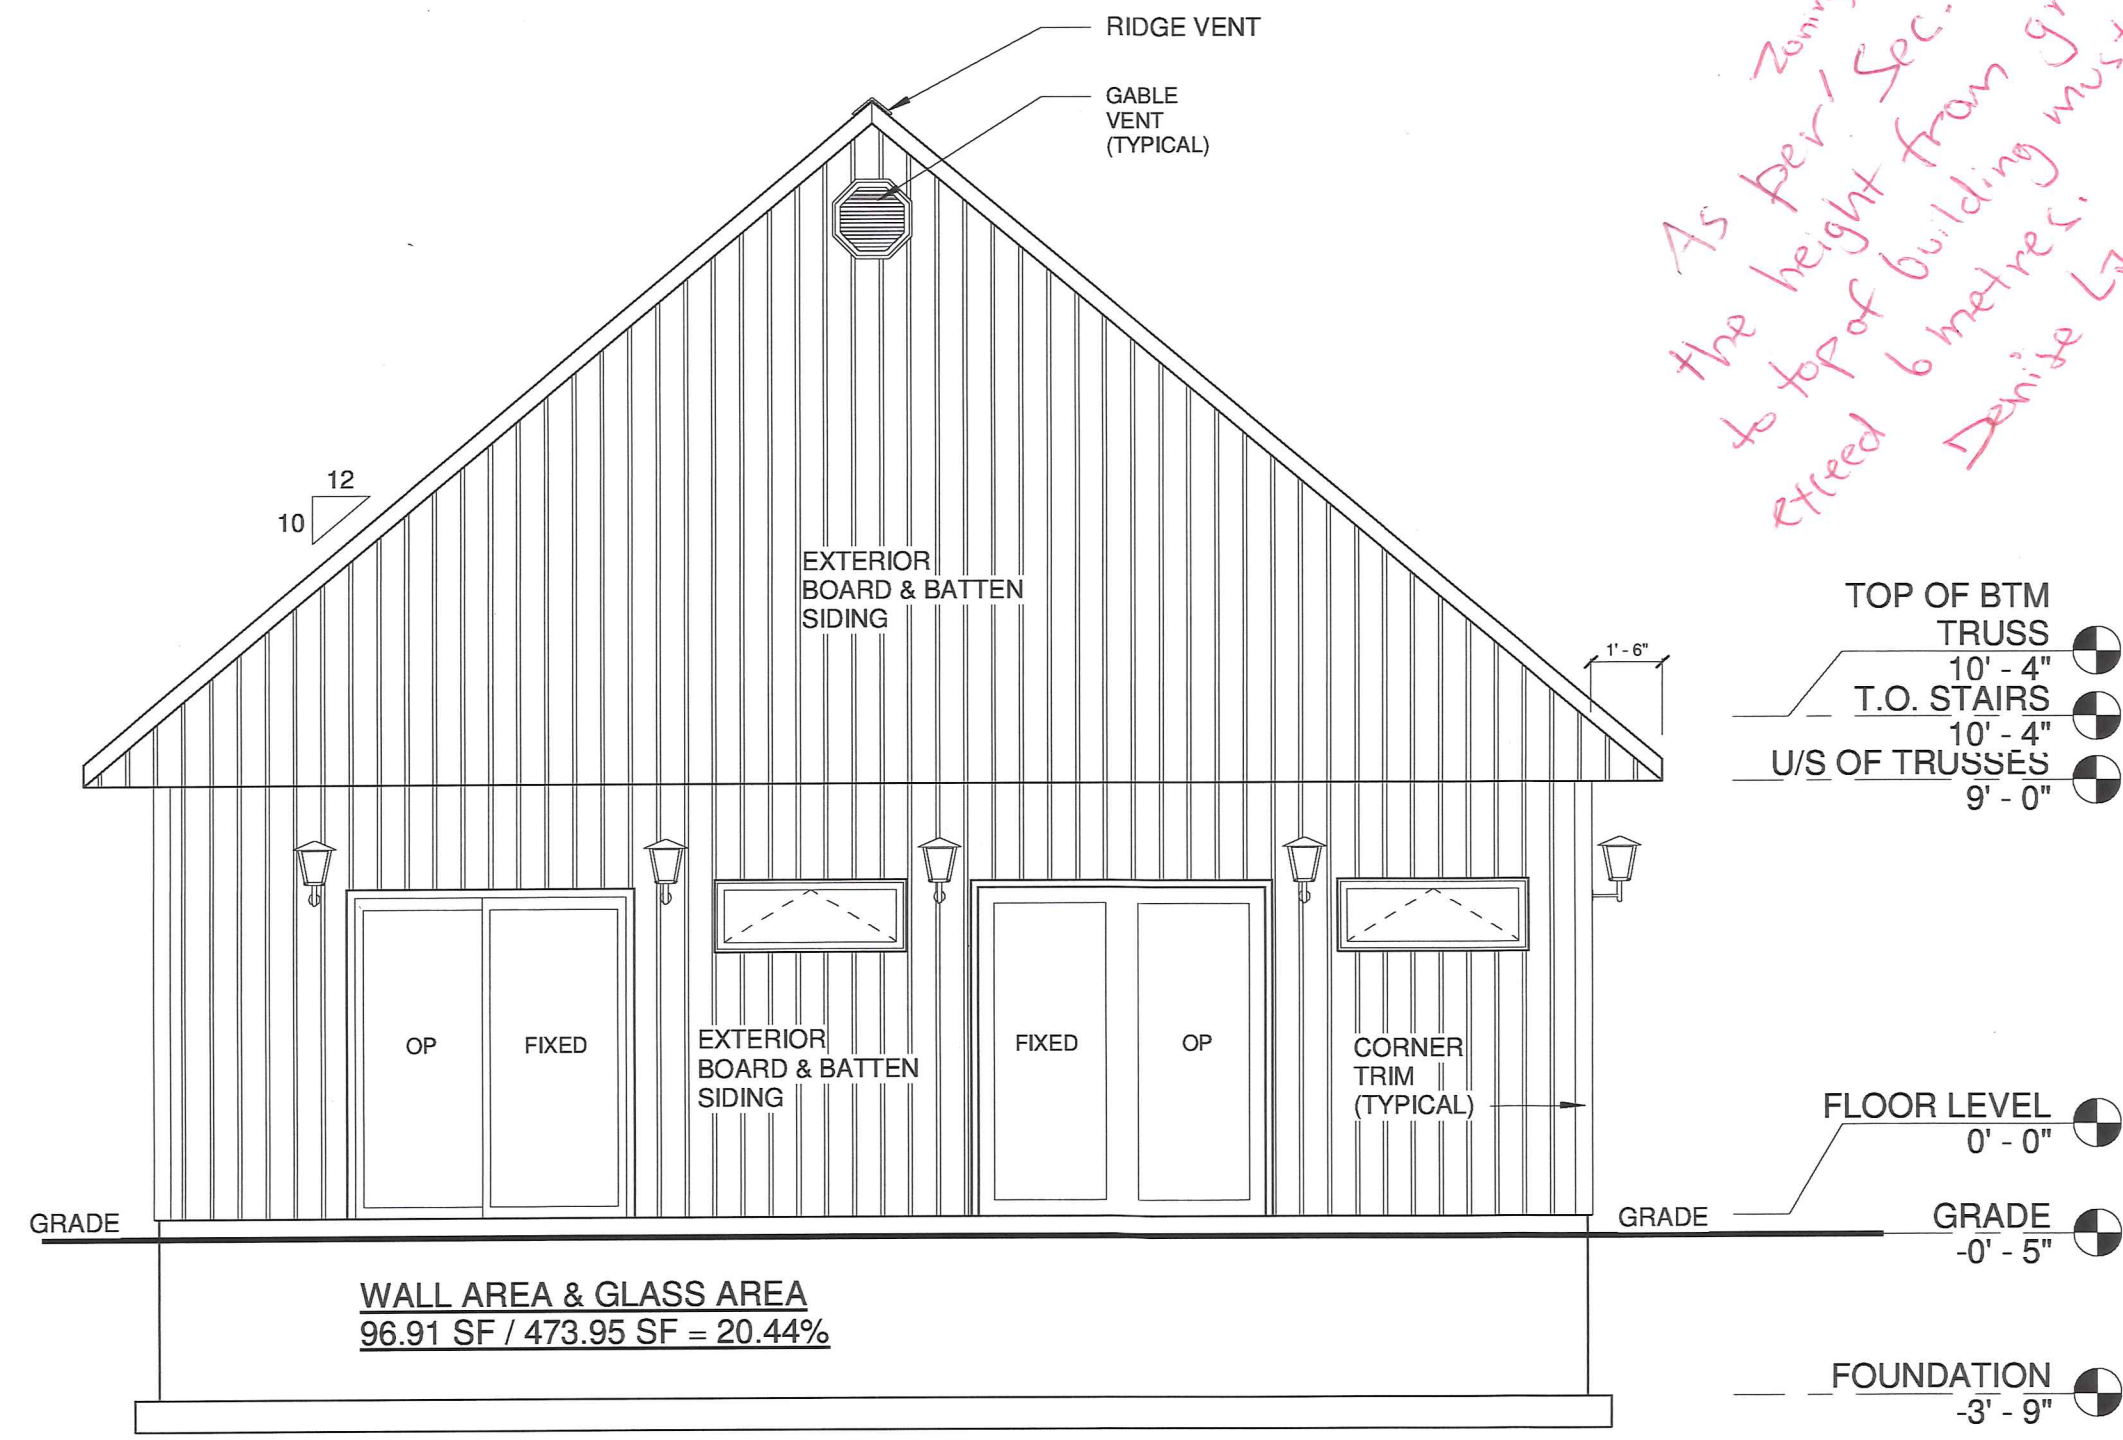 RIDGE VENT
GABLE
VENT
(TYPICAL)
As per Sec.
the height from
to top of building must
exceed 6 metres.
Denise
12
10
EXTERIOR
BOARD & BATTEN
SIDING
1' - 6"
TOP OF BTM
TRUSS
10' - 4"
T.O. STAIRS
10' - 4"
U/S OF TRUSSES
9' - 0"
OP
FIXED
EXTERIOR
BOARD & BATTEN
SIDING
FIXED
OP
CORNER
TRIM
(TYPICAL)
FLOOR LEVEL
0' - 0"
GRADE
GRADE
GRADE
-0' - 5"
WALL AREA & GLASS AREA
96.91 SF / 473.95 SF = 20.44%
FOUNDATION
-3' - 9"